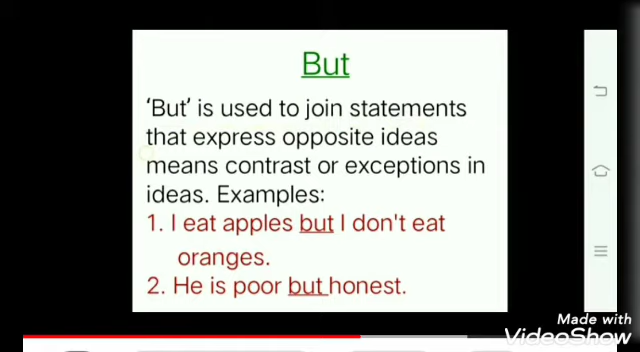 But
‘But’ is used to join statements
that express opposite ideas
means contrast or exceptions in
ideas. Examples:
1. I eat apples but I don't eat
oranges.
2. He is poor but honest.
Made with
VideoShow